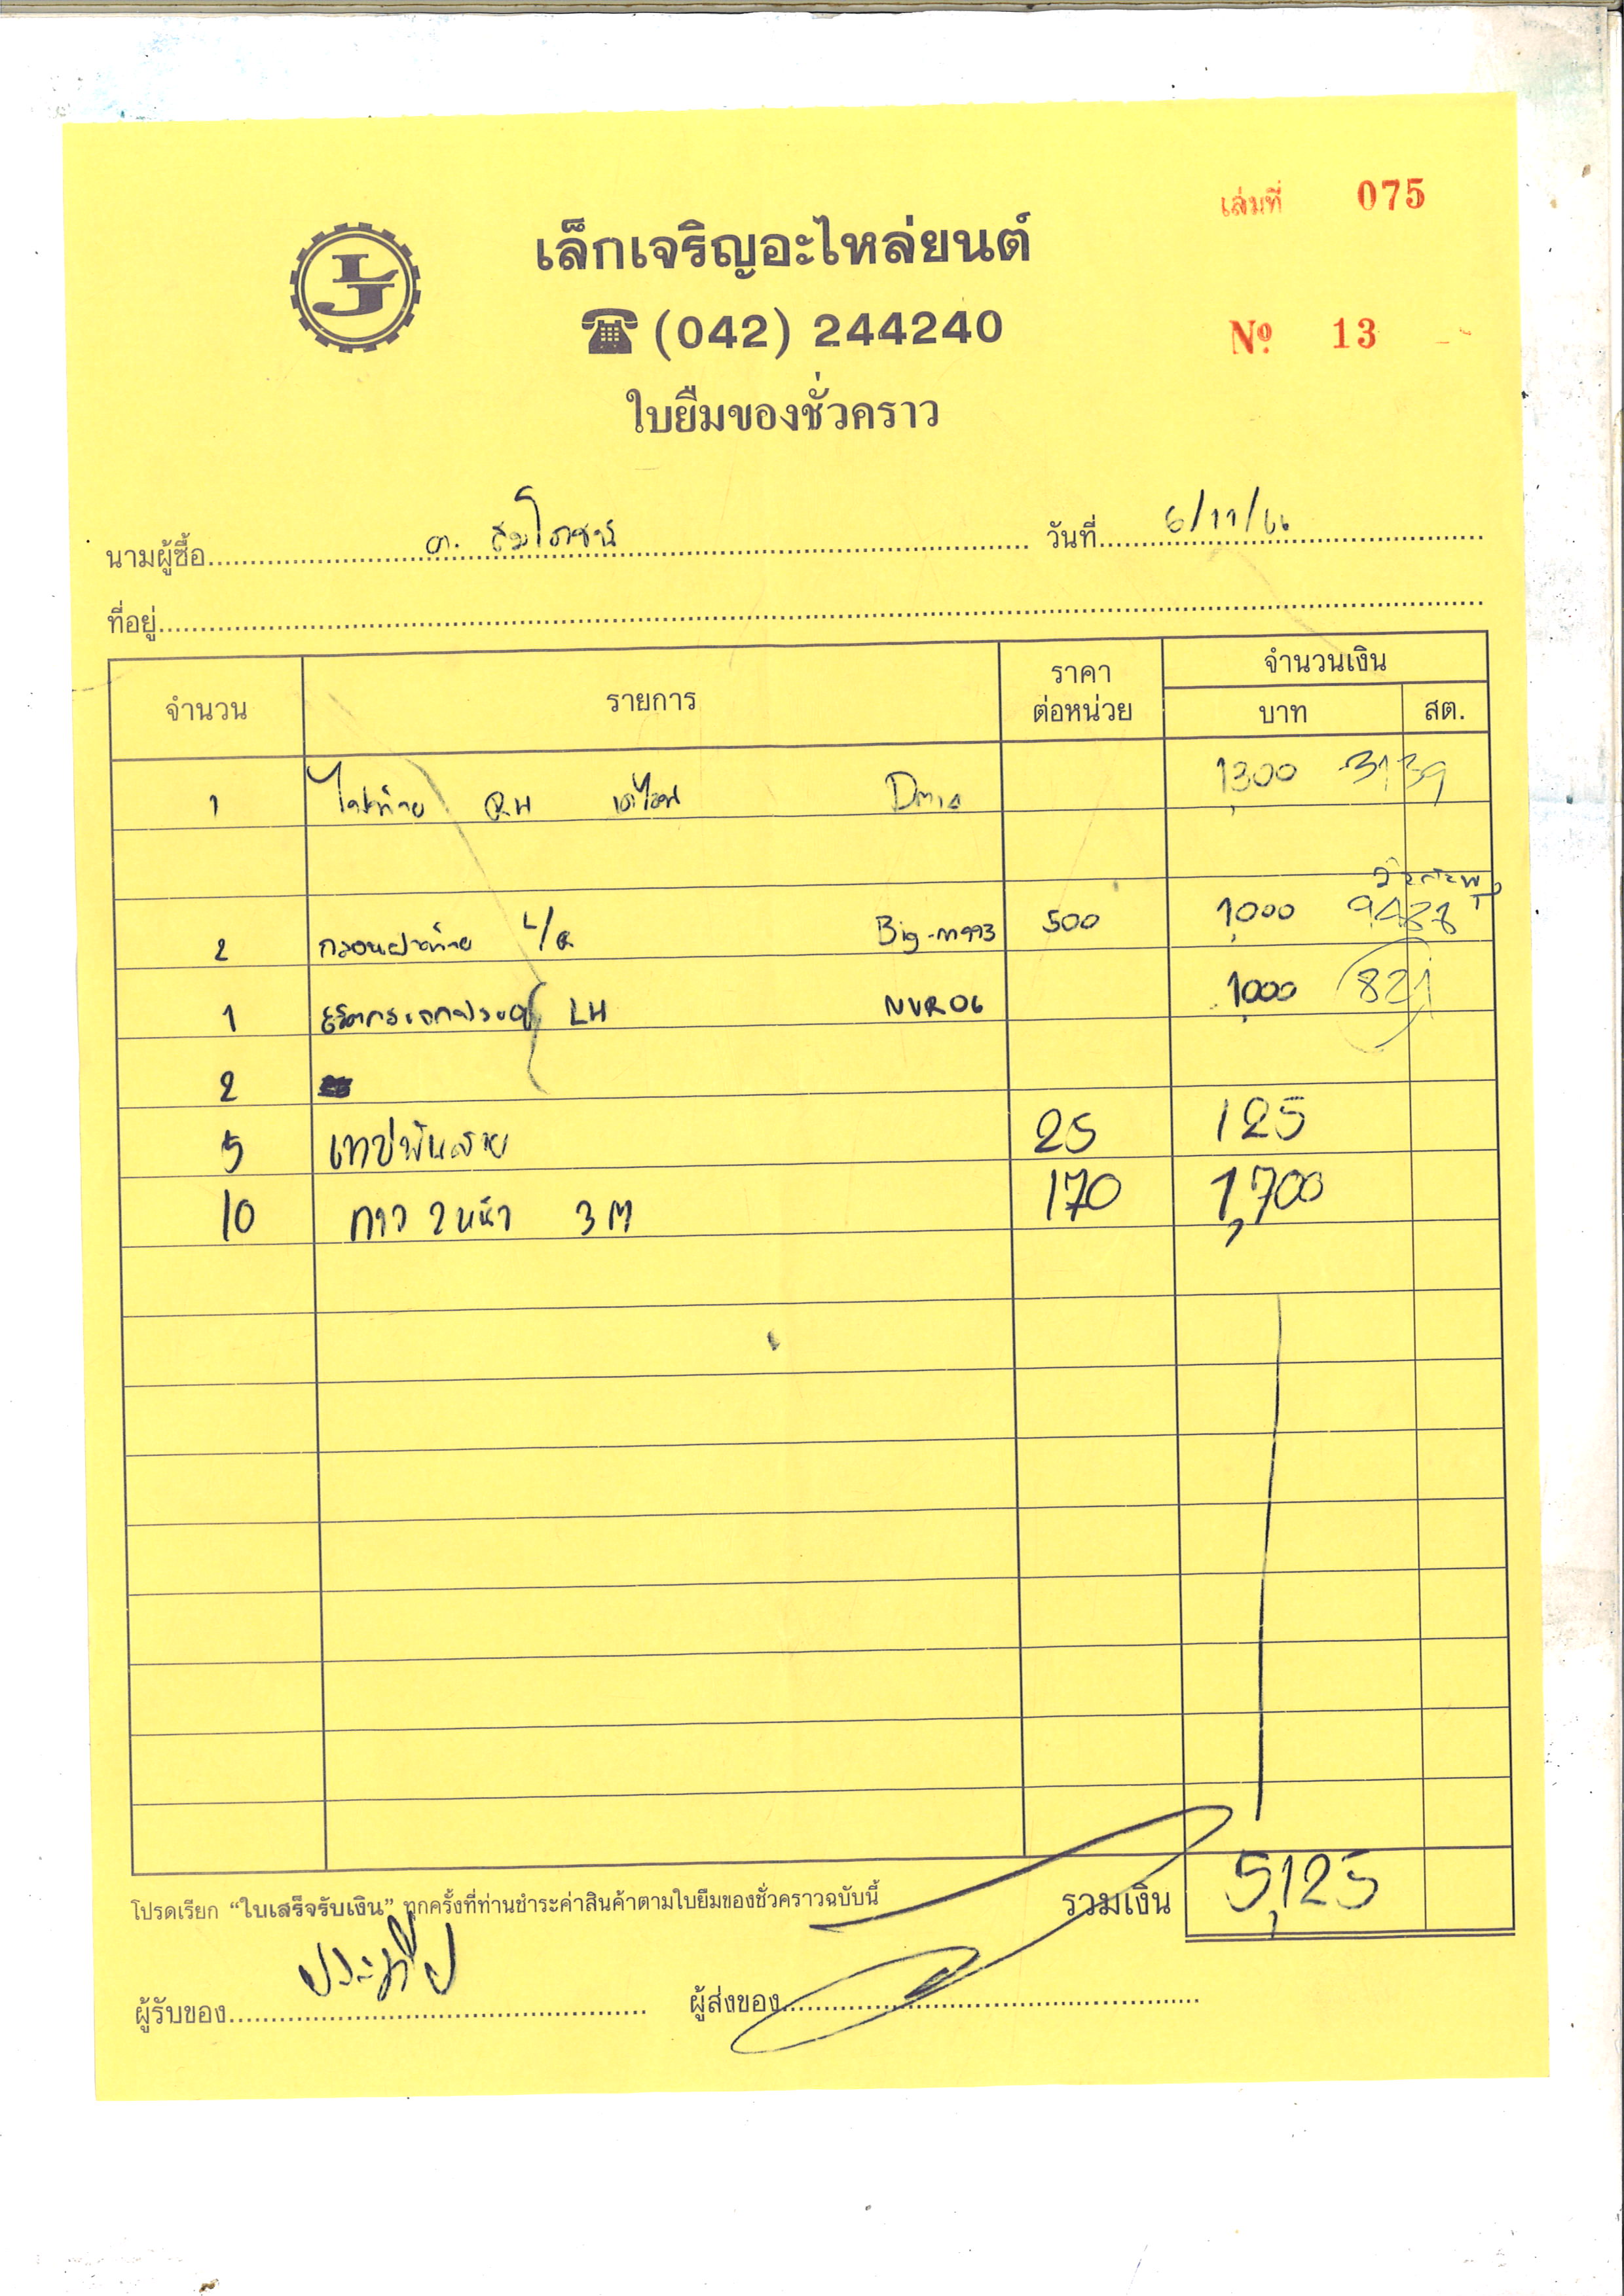 เล่มที่ 075
LJ
เล็กเจริญอะไหล่ยนต์
(042) 244240
Nº 13
ใบยืมของชั่วคราว
นามผู้ซื้อ วันที่ 6/11/66
ที่อยู่
จำนวน รายการ ราคาต่อหน่วย จำนวนเงิน
บาท สต.
1 ไฟท้าย RH 1,300 3139
2 กลอนฝาท้าย L/R Big-m993 500 1,000 9487
1 LH NVR06 1,000 821
2
5 เทปพันสาย 25 125
10 กาว 2 หน้า 3M 170 1,700
โปรดเรียก “ใบเสร็จรับเงิน” ทุกครั้งที่ท่านชำระค่าสินค้าตามใบยืมของชั่วคราวฉบับนี้ รวมเงิน 5,125
ผู้รับของ ผู้ส่งของ